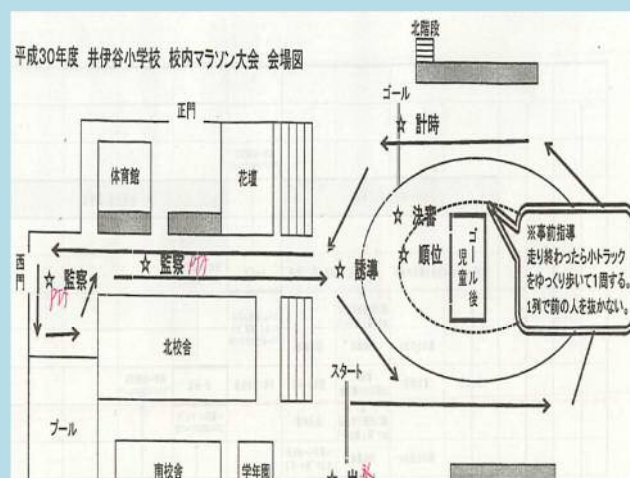 平成30年度 井伊谷小学校 校内マラソン大会 会場図
北階段
正門
ゴール
☆ 計時
体育館
花壇
☆ 法審
☆ 順位
ゴール後
児童
※事前指導
走り終わったら小トラック
をゆっくり歩いて1周する。
1列で前の人を抜かない。
西門
☆ 監察
PTA
☆ 監察 PTA
☆ 誘導
北校舎
スタート
プール
南校舎
学年園